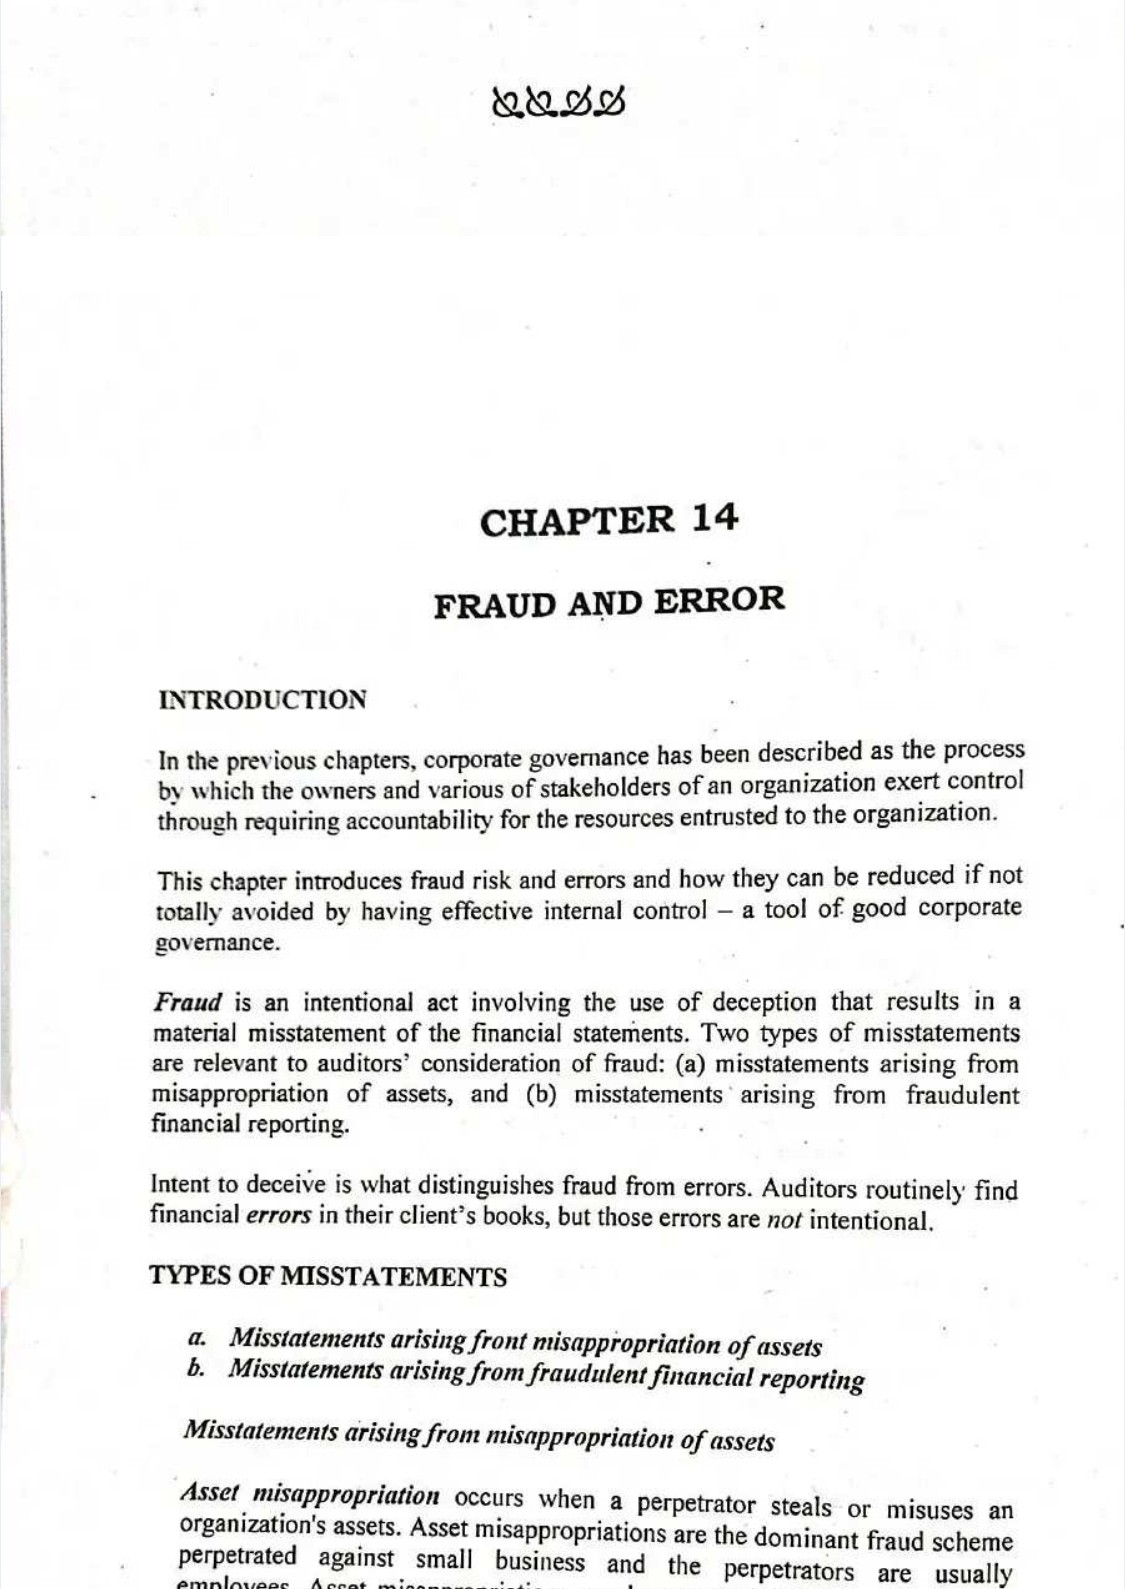 CHAPTER 14
FRAUD AND ERROR
INTRODUCTION
In the previous chapters, corporate governance has been described as the process
by which the owners and various of stakeholders of an organization exert control
through requiring accountability for the resources entrusted to the organization.
This chapter introduces fraud risk and errors and how they can be reduced if not
totally avoided by having effective internal control – a tool of good corporate
governance.
Fraud is an intentional act involving the use of deception that results in a
material misstatement of the financial statements. Two types of misstatements
are relevant to auditors' consideration of fraud: (a) misstatements arising from
misappropriation of assets, and (b) misstatements arising from fraudulent
financial reporting.
Intent to deceive is what distinguishes fraud from errors. Auditors routinely find
financial errors in their client's books, but those errors are not intentional.
TYPES OF MISSTATEMENTS
a. Misstatements arising front misappropriation of assets
b. Misstatements arising from fraudulent financial reporting
Misstatements arising from misappropriation of assets
Asset misappropriation occurs when a perpetrator steals or misuses an
organization's assets. Asset misappropriations are the dominant fraud scheme
perpetrated against small business and the perpetrators are usually
employees. Asset